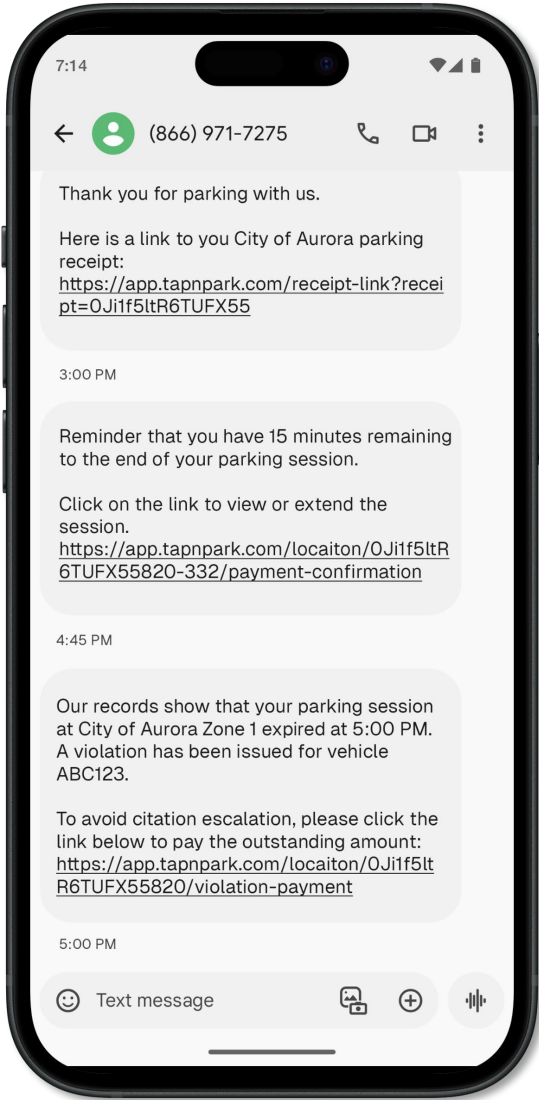 7:14
(866) 971-7275
Thank you for parking with us.
Here is a link to you City of Aurora parking
receipt:
https://app.tapnpark.com/receipt-link?recei
pt=0Ji1f5ltR6TUFX55
3:00 PM
Reminder that you have 15 minutes remaining
to the end of your parking session.
Click on the link to view or extend the
session.
https://app.tapnpark.com/locaiton/0Ji1f5ltR
6TUFX55820-332/payment-confirmation
4:45 PM
Our records show that your parking session
at City of Aurora Zone 1 expired at 5:00 PM.
A violation has been issued for vehicle
ABC123.
To avoid citation escalation, please click the
link below to pay the outstanding amount:
https://app.tapnpark.com/locaiton/0Ji1f5lt
R6TUFX55820/violation-payment
5:00 PM
Text message